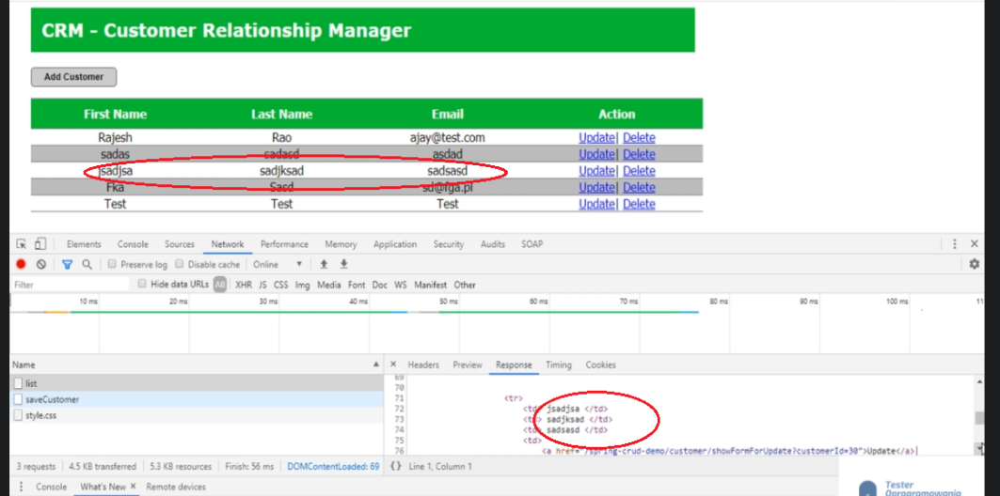 CRM - Customer Relationship Manager
Add Customer
First Name Last Name Email Action
Rajesh Rao ajay@test.com Update| Delete
sadas sadasd asdad Update| Delete
jsadjsa sadjksad sadsasd Update| Delete
Fka Sasd sd@fga.pl Update| Delete
Test Test Test Update| Delete
Elements Console Sources Network Performance Memory Application Security Audits SOAP
Preserve log Disable cache Online
Filter Hide data URLs All XHR JS CSS Img Media Font Doc WS Manifest Other
10 ms 20 ms 30 ms 40 ms 50 ms 60 ms 70 ms 80 ms 90 ms 100 ms 11
Name Headers Preview Response Timing Cookies
list
saveCustomer
style.css
69
70
71 <tr>
72 <td> jsadjsa </td>
73 <td> sadjksad </td>
74 <td> sadsasd </td>
75 <td>
76 <a href="/spring-crud-demo/customer/showFormForUpdate?customerId=30">Update</a>|
3 requests 4.5 KB transferred 5.3 KB resources Finish: 56 ms DOMContentLoaded: 69 {} Line 1, Column 1
Console What's New Remote devices
Tester
Oprogramowania